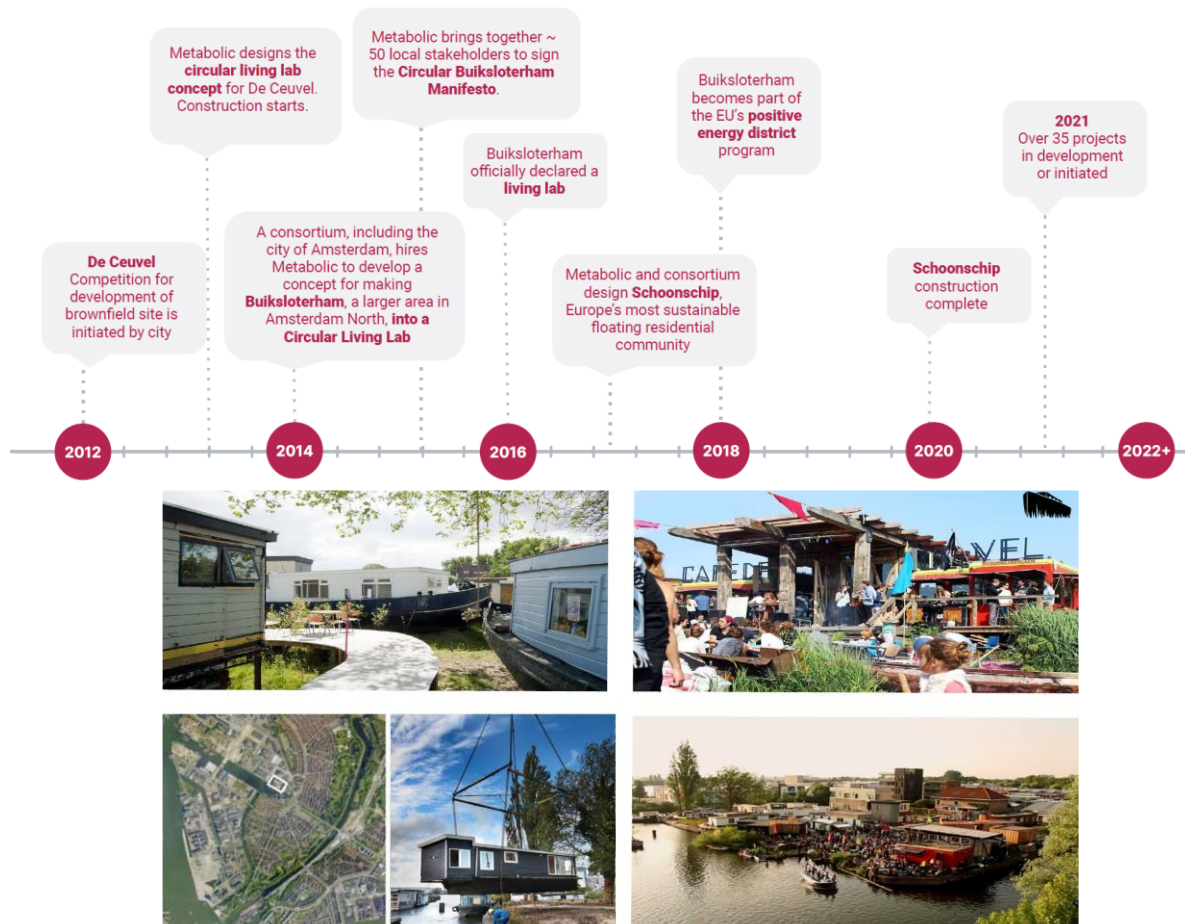 Metabolic designs the
circular living lab
concept for De Ceuvel.
Construction starts.
Metabolic brings together ~
50 local stakeholders to sign
the Circular Buiksloterham
Manifesto.
Buiksloterham
becomes part of
the EU's positive
energy district
program
2021
Over 35 projects
in development
or initiated
Buiksloterham
officially declared a
living lab
De Ceuvel
Competition for
development of
brownfield site is
initiated by city
A consortium, including the
city of Amsterdam, hires
Metabolic to develop a
concept for making
Buiksloterham, a larger area in
Amsterdam North, into a
Circular Living Lab
Metabolic and consortium
design Schoonschip,
Europe's most sustainable
floating residential
community
Schoonschip
construction
complete
2012
2014
2016
2018
2020
2022+
CAFE DE
VEL